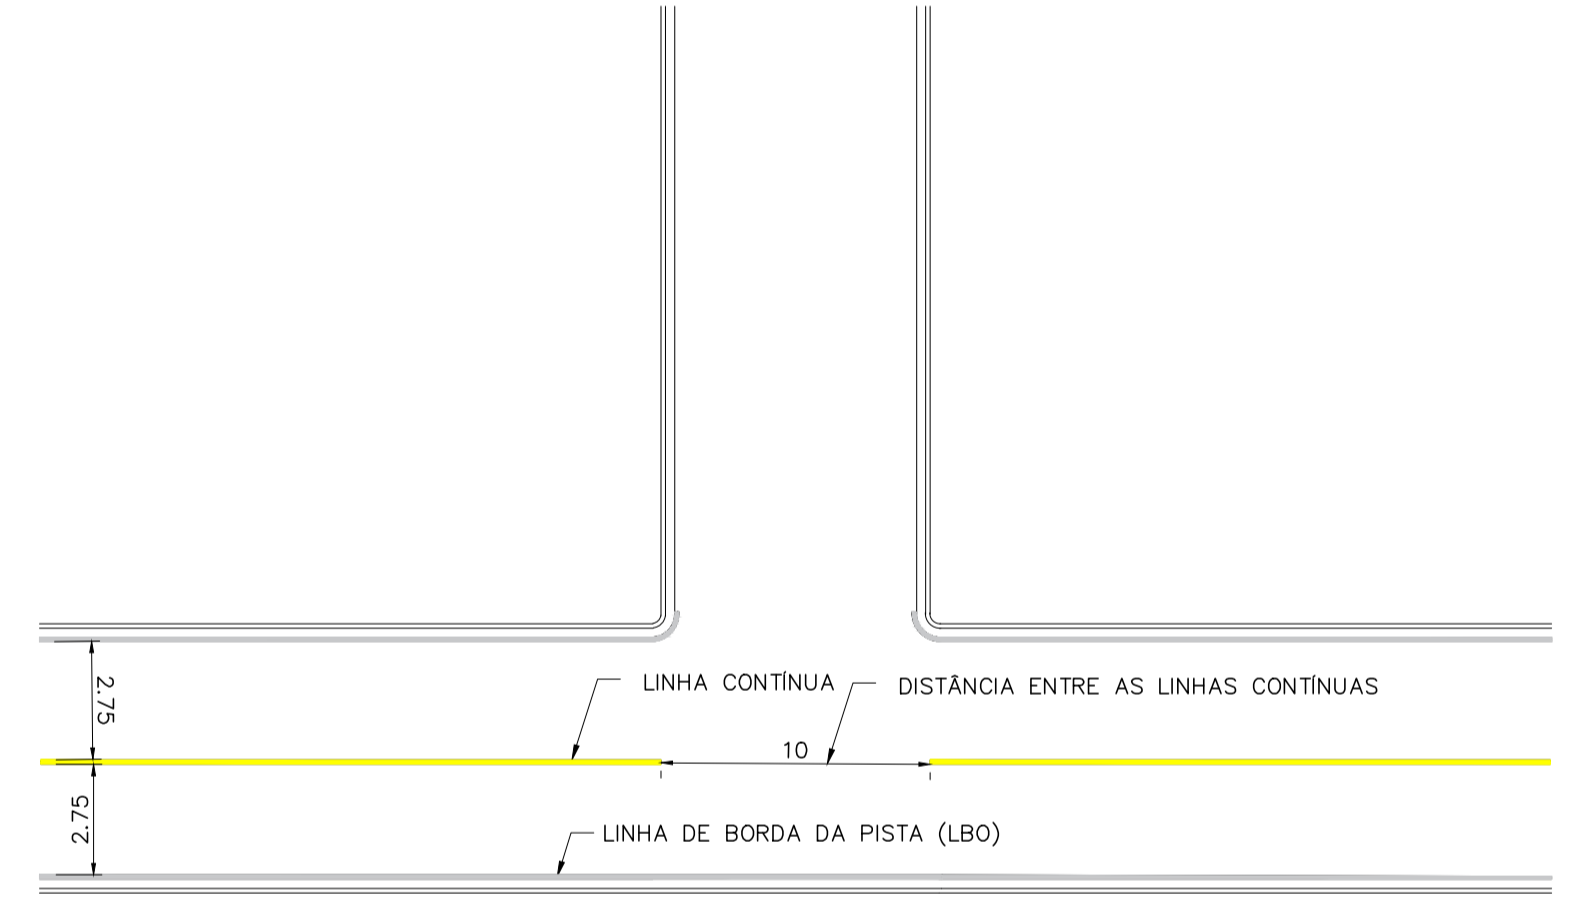 2.75
LINHA CONTÍNUA
DISTÂNCIA ENTRE AS LINHAS CONTÍNUAS
10
2.75
LINHA DE BORDA DA PISTA (LBO)